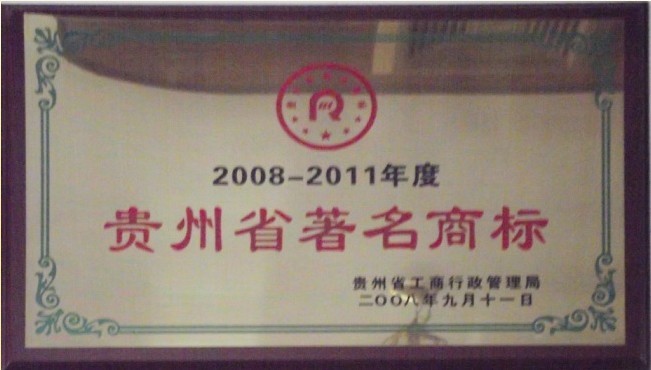 2008-2011年度
贵州省著名商标
贵州省工商行政管理局
二〇〇八年九月十一日